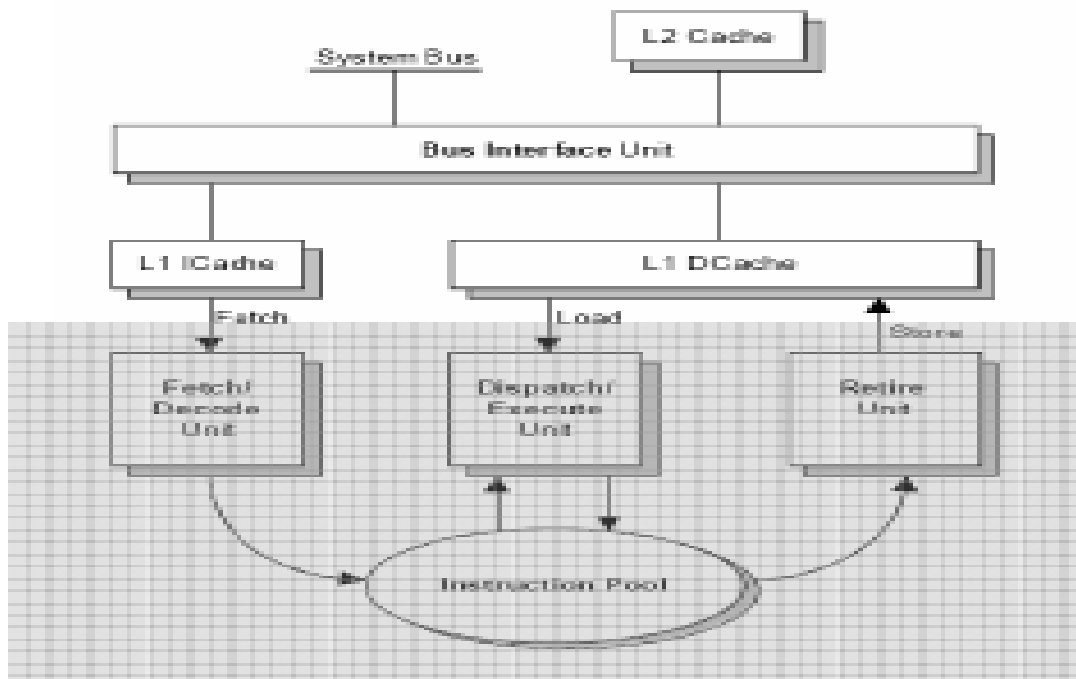 L2 Cache
System Bus
Bus Interface Unit
L1 ICache
L1 DCache
Fetch
Load
Store
Fetch/
Decode
Unit
Dispatch/
Execute
Unit
Retire
Unit
Instruction Pool